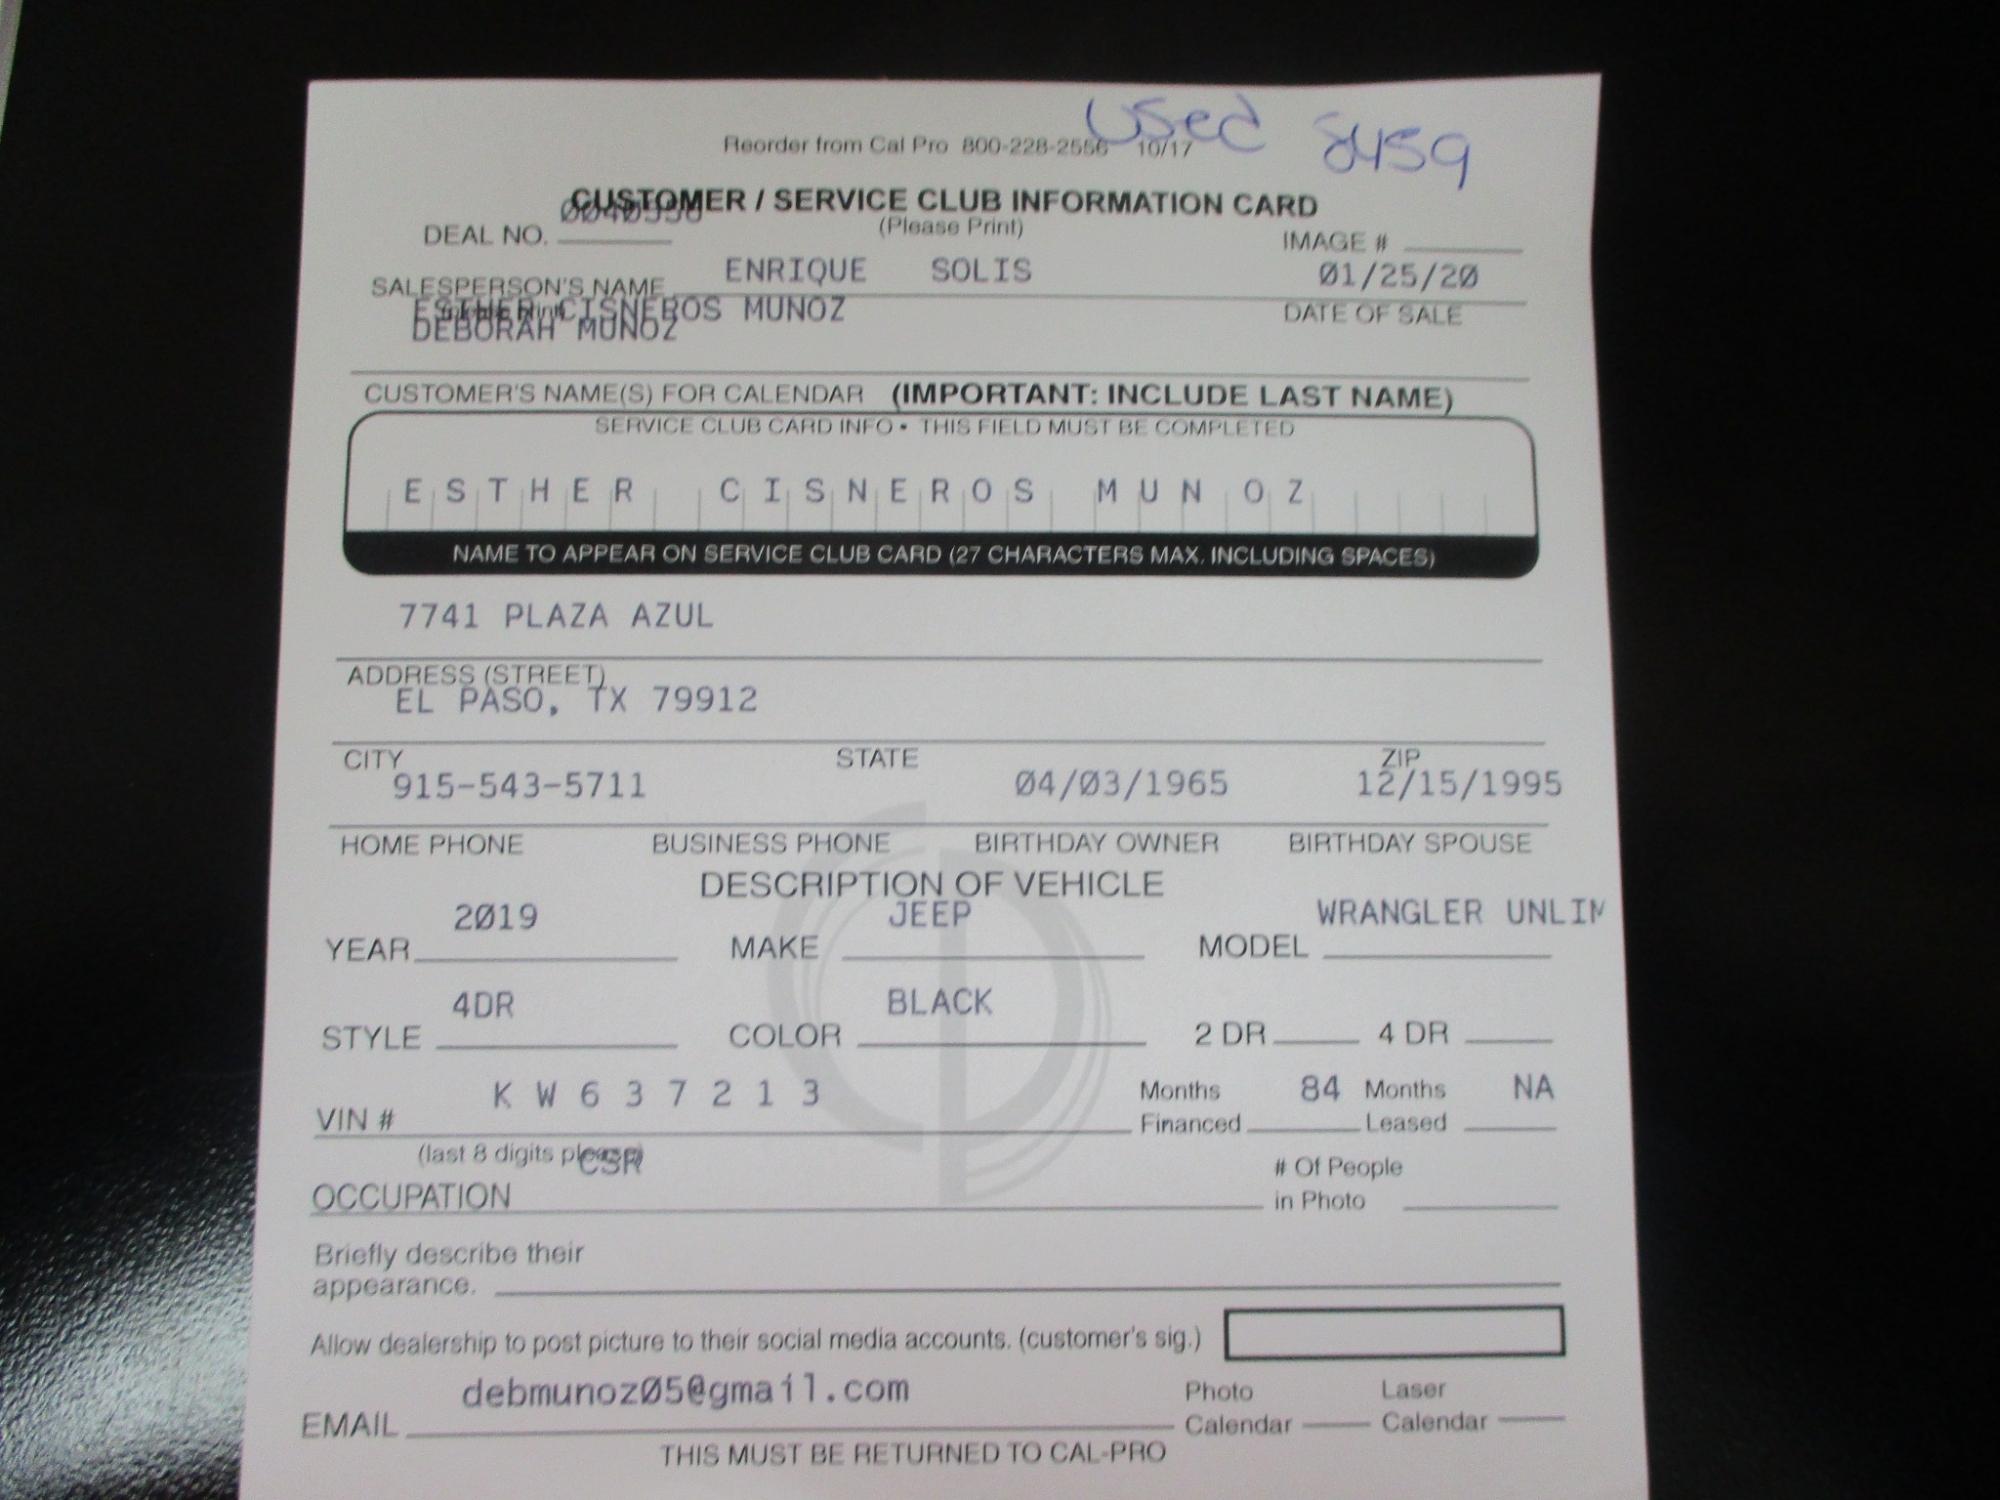 Used 8459
Reorder from Cal Pro 800-228-2556 10/17
CUSTOMER / SERVICE CLUB INFORMATION CARD
(Please Print)
DEAL NO.
IMAGE #
ENRIQUE SOLIS 01/25/20
SALESPERSON'S NAME
DATE OF SALE
ESTHER CISNEROS MUNOZ
DEBORAH MUNOZ
CUSTOMER'S NAME(S) FOR CALENDAR (IMPORTANT: INCLUDE LAST NAME)
SERVICE CLUB CARD INFO • THIS FIELD MUST BE COMPLETED
ESTHER CISNEROS MUNOZ
NAME TO APPEAR ON SERVICE CLUB CARD (27 CHARACTERS MAX. INCLUDING SPACES)
7741 PLAZA AZUL
ADDRESS (STREET)
EL PASO, TX 79912
CITY STATE ZIP
915-543-5711 04/03/1965 12/15/1995
HOME PHONE BUSINESS PHONE BIRTHDAY OWNER BIRTHDAY SPOUSE
DESCRIPTION OF VEHICLE
2019 JEEP WRANGLER UNLIM
YEAR MAKE MODEL
4DR BLACK
STYLE COLOR 2 DR 4 DR
KW637213 Months 84 Months NA
VIN # Financed Leased
(last 8 digits please)
CSR
# Of People
OCCUPATION in Photo
Briefly describe their
appearance.
Allow dealership to post picture to their social media accounts. (customer's sig.)
debmunoz05@gmail.com Photo Laser
EMAIL Calendar Calendar
THIS MUST BE RETURNED TO CAL-PRO